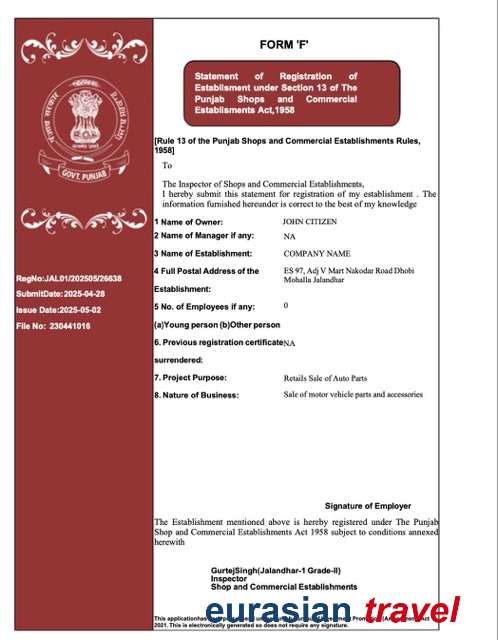 FORM 'F'
Statement of Registration of
Establisment under Section 13 of The
Punjab Shops and Commercial
Establisments Act,1958
GOVT. PUNJAB
[Rule 13 of the Punjab Shops and Commercial Establishments Rules,
1958]
To
The Inspector of Shops and Commercial Establishments,
I hereby submit this statement for registration of my establishment . The
information furnished hereunder is correct to the best of my knowledge
1 Name of Owner: JOHN CITIZEN
2 Name of Manager if any: NA
3 Name of Establishment: COMPANY NAME
4 Full Postal Address of the
Establishment:
ES 97, Adj V Mart Nakodar Road Dhobi
Mohalla Jalandhar
5 No. of Employees if any: 0
(a)Young person (b)Other person
6. Previous registration certificate
surrendered:
NA
7. Project Purpose: Retails Sale of Auto Parts
8. Nature of Business: Sale of motor vehicle parts and accessories
RegNo:JAL01/202505/26638
SubmitDate:2025-04-28
Issue Date:2025-05-02
File No: 230441016
Signature of Employer
The Establishment mentioned above is hereby registered under The Punjab
Shop and Commercial Establishments Act 1958 subject to conditions annexed
herewith
GurtejSingh(Jalandhar-1 Grade-II)
Inspector
Shop and Commercial Establishments
This application
2021. This is electronically generated so does not require any signature.
eurasian travel